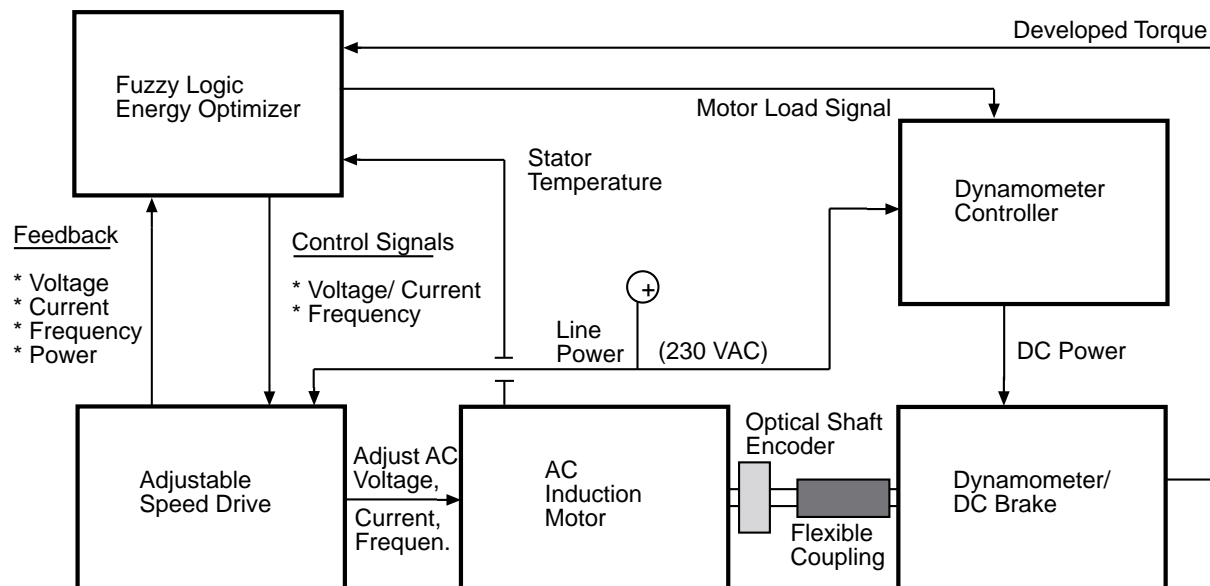 Developed Torque
Fuzzy Logic
Energy Optimizer
Motor Load Signal
Stator
Temperature
Dynamometer
Controller
Feedback
* Voltage
* Current
* Frequency
* Power
Control Signals
* Voltage/ Current
* Frequency
+
Line
Power
(230 VAC)
DC Power
Adjustable
Speed Drive
Adjust AC
Voltage,
Current,
Frequen.
AC
Induction
Motor
Optical Shaft
Encoder
Flexible
Coupling
Dynamometer/
DC Brake